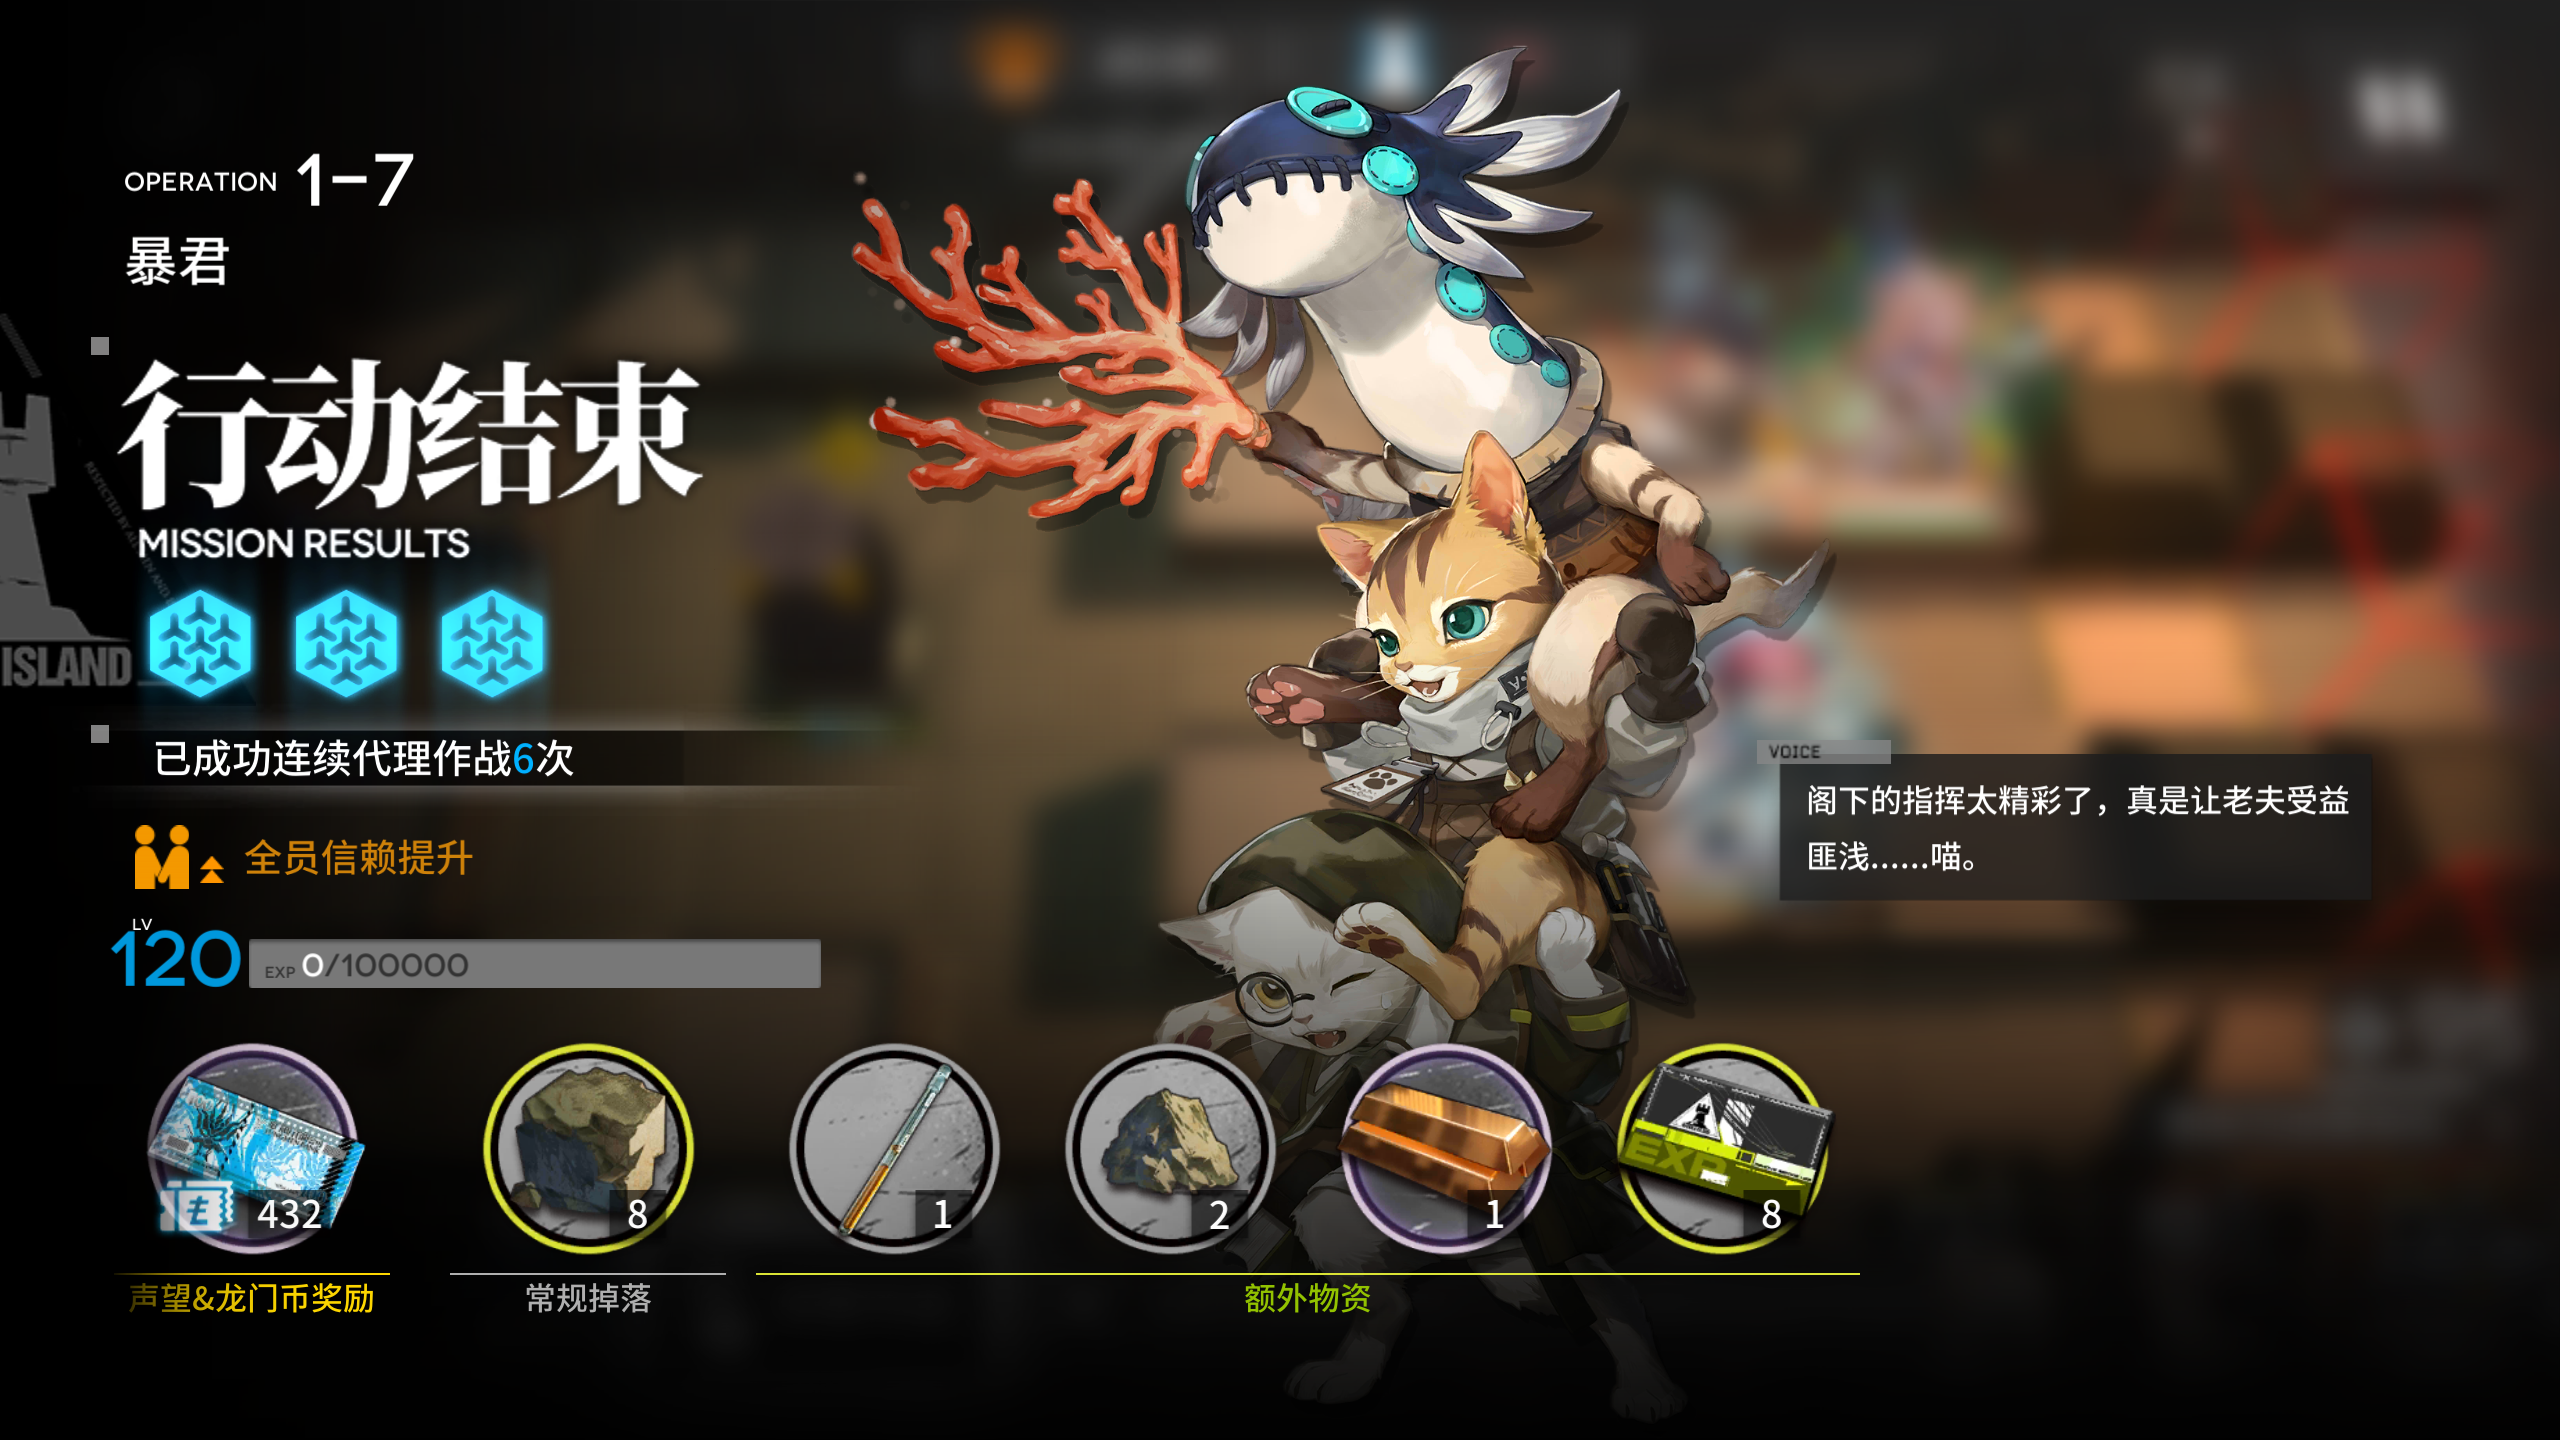 OPERATION 1-7
暴君
行动结束
MISSION RESULTS
ISLAND
已成功连续代理作战6次
VOICE
阁下的指挥太精彩了，真是让老夫受益
匪浅......喵。
全员信赖提升
LV
120
EXP 0/100000
432
8
1
2
1
EXP
8
声望&龙门币奖励
常规掉落
额外物资